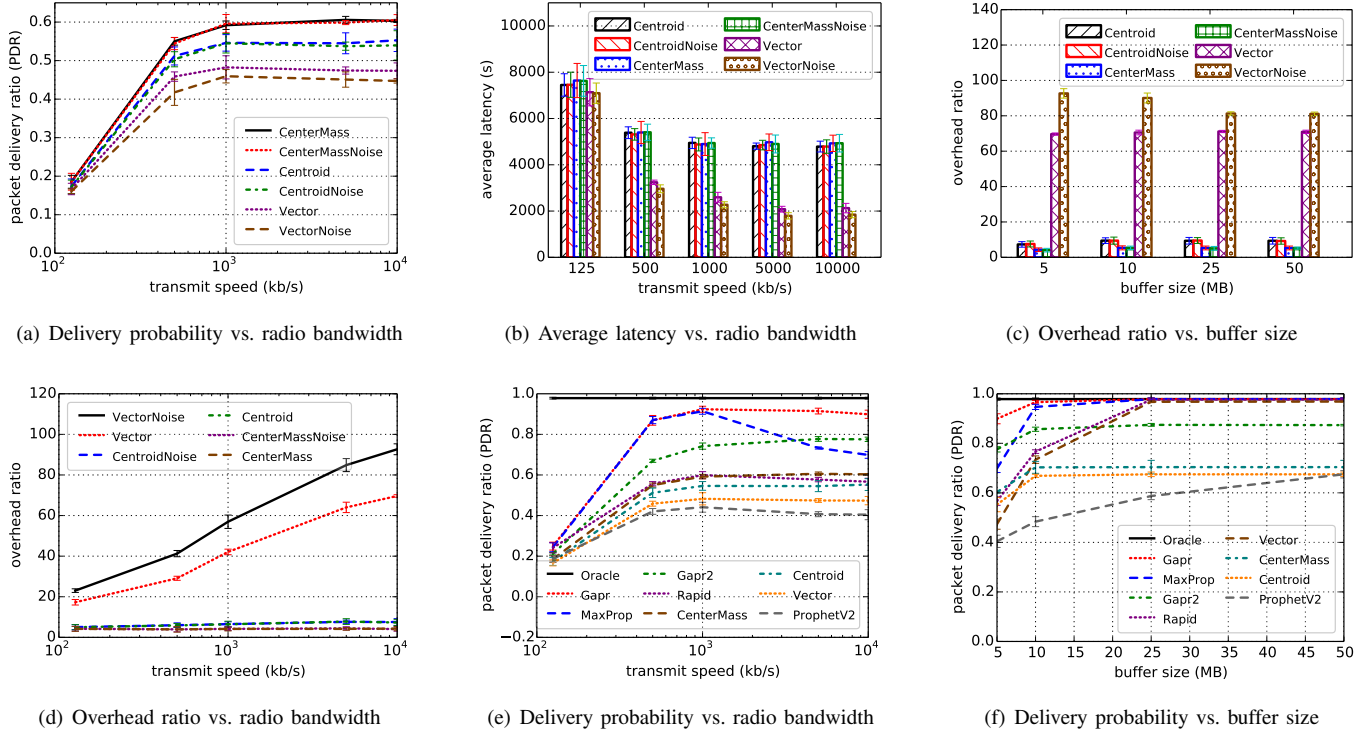 packet delivery ratio (PDR)
0.6
0.5
0.4
0.3
0.2
0.1
0.0
CenterMass
CenterMassNoise
Centroid
CentroidNoise
Vector
VectorNoise
10^2
10^3
10^4
transmit speed (kb/s)
(a) Delivery probability vs. radio bandwidth
average latency (s)
10000
8000
6000
4000
2000
0
Centroid
CentroidNoise
CenterMass
CenterMassNoise
Vector
VectorNoise
125
500
1000
5000
10000
transmit speed (kb/s)
(b) Average latency vs. radio bandwidth
overhead ratio
140
120
100
80
60
40
20
0
Centroid
CentroidNoise
CenterMass
CenterMassNoise
Vector
VectorNoise
5
10
25
50
buffer size (MB)
(c) Overhead ratio vs. buffer size
overhead ratio
120
100
80
60
40
20
0
VectorNoise
Vector
CentroidNoise
Centroid
CenterMassNoise
CenterMass
10^2
10^3
10^4
transmit speed (kb/s)
(d) Overhead ratio vs. radio bandwidth
packet delivery ratio (PDR)
1.0
0.8
0.6
0.4
0.2
0.0
−0.2
Oracle
Gapr
MaxProp
Gapr2
Rapid
CenterMass
Centroid
Vector
ProphetV2
10^2
10^3
10^4
transmit speed (kb/s)
(e) Delivery probability vs. radio bandwidth
packet delivery ratio (PDR)
1.0
0.8
0.6
0.4
0.2
0.0
Oracle
Gapr
MaxProp
Gapr2
Rapid
Vector
CenterMass
Centroid
ProphetV2
5
10
15
20
25
30
35
40
45
50
buffer size (MB)
(f) Delivery probability vs. buffer size